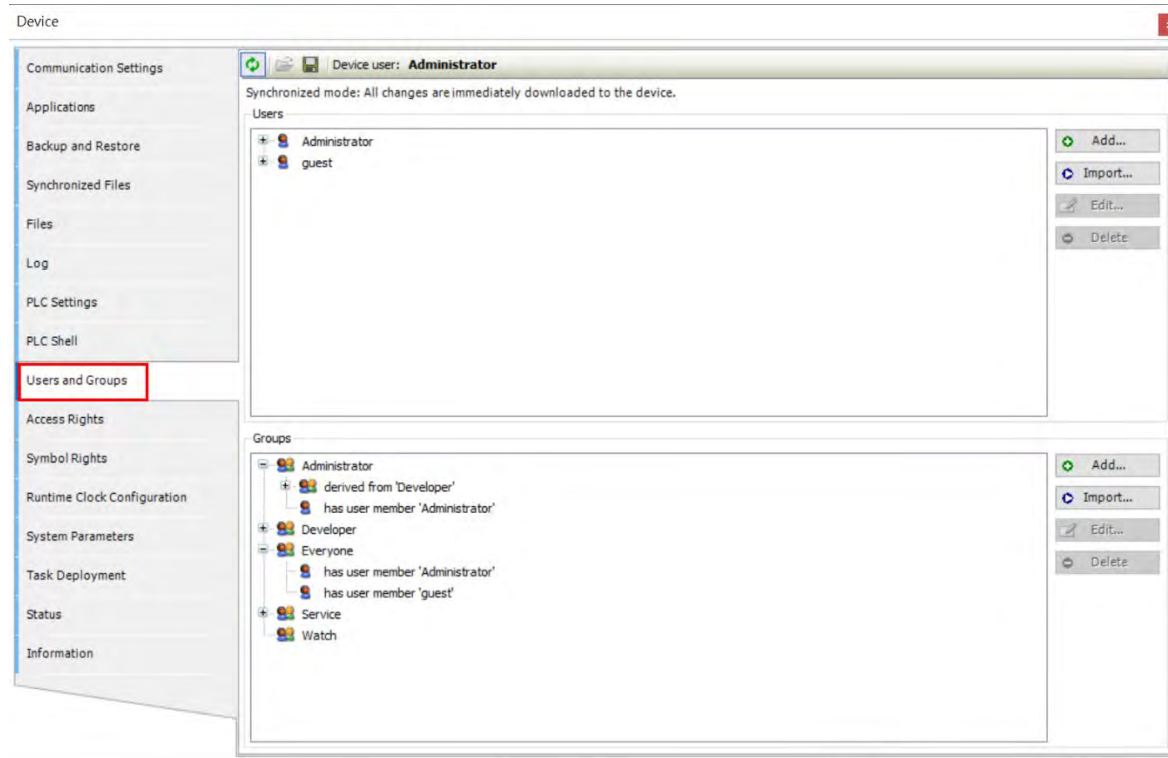 Device
Communication Settings
Applications
Backup and Restore
Synchronized Files
Files
Log
PLC Settings
PLC Shell
Users and Groups
Access Rights
Symbol Rights
Runtime Clock Configuration
System Parameters
Task Deployment
Status
Information
Device user: Administrator
Synchronized mode: All changes are immediately downloaded to the device.
Users
Administrator
guest
Add...
Import...
Edit...
Delete
Groups
Administrator
derived from 'Developer'
has user member 'Administrator'
Developer
Everyone
has user member 'Administrator'
has user member 'guest'
Service
Watch
Add...
Import...
Edit...
Delete